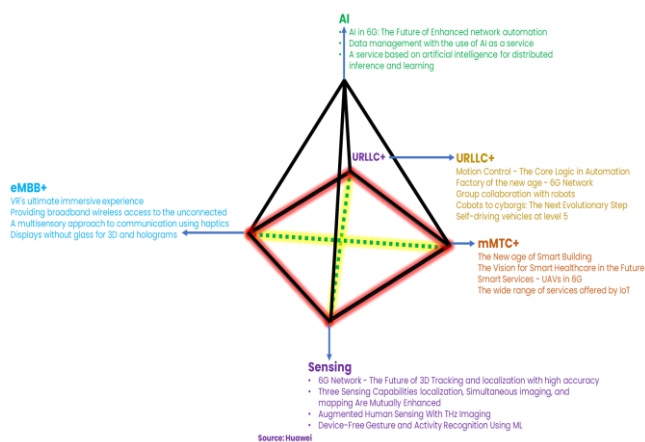 AI
• AI in 6G: The Future of Enhanced network automation
• Data management with the use of AI as a service
• A service based on artificial intelligence for distributed
inference and learning
URLLC+
URLLC+
Motion Control - The Core Logic in Automation
Factory of the new age - 6G Network
Group collaboration with robots
Cobots to cyborgs: The Next Evolutionary Step
Self-driving vehicles at level 5
eMBB+
VR's ultimate immersive experience
Providing broadband wireless access to the unconnected
A multisensory approach to communication using haptics
Displays without glass for 3D and holograms
mMTC+
The New age of Smart Building
The Vision for Smart Healthcare in the Future
Smart Services - UAVs in 6G
The wide range of services offered by IoT
Sensing
• 6G Network - The Future of 3D Tracking and localization with high accuracy
• Three Sensing Capabilities localization, Simultaneous imaging, and
mapping Are Mutually Enhanced
• Augmented Human Sensing With THz Imaging
• Device-Free Gesture and Activity Recognition Using ML
Source: Huawei